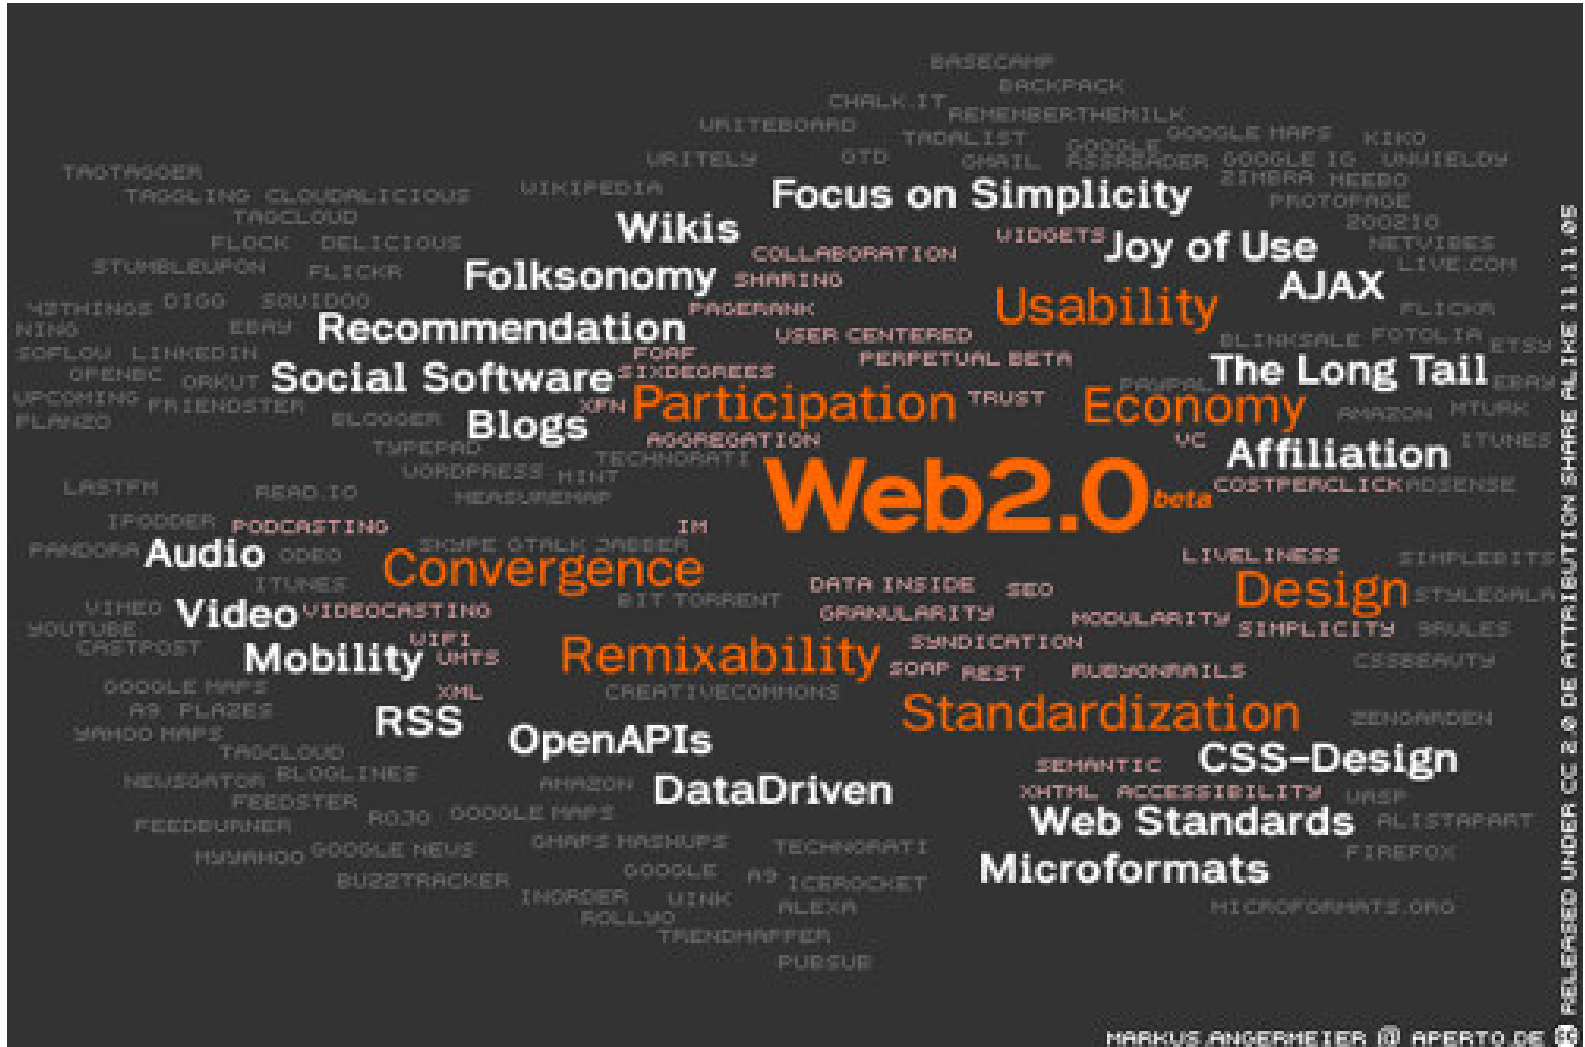 BASECAMP
BACKPACK
CHALK.IT
REMEMBERTHEMILK
WRITEBOARD
TADALIST
GOOGLE MAPS
KIKO
WRITELY
GTD
GMAIL
GOOGLE
RSSREADER
GOOGLE IG
UNWIELDY
TAGTAGGER
ZIMBRA
MEEBO
TAGGLING CLOUDALICIOUS
WIKIPEDIA
Focus on Simplicity
PROTOPAGE
TAGCLOUD
Wikis
ZOOZIO
FLOCK
DELICIOUS
COLLABORATION
WIDGETS
Joy of Use
NETVIBES
STUMBLEUPON
FLICKR
Folksonomy
SHARING
AJAX
LIVE.COM
43THINGS
DIGG
SQUIDOO
PAGERANK
Usability
FLICKR
NING
EBAY
Recommendation
USER CENTERED
BLINKSALE
FOTOLIA
ETSY
SOFLOW
LINKEDIN
FOAF
PERPETUAL BETA
OPENBC
ORKUT
Social Software
SIXDEGREES
PAYPAL
The Long Tail
EBAY
UPCOMING
FRIENDSTER
XFN
Participation
TRUST
Economy
AMAZON
MTURK
PLANZO
BLOGGER
Blogs
AGGREGATION
VC
ITUNES
TYPEPAD
TECHNORATI
Affiliation
WORDPRESS
MINT
LASTFM
READ.IO
MEASUREMAP
Web2.0
beta
COSTPERCLICK
ADSENSE
IPODDER
PODCASTING
IM
PANDORA
Audio
ODEO
SKYPE GTALK JABBER
LIVELINESS
SIMPLEBITS
Convergence
ITUNES
BIT TORRENT
DATA INSIDE
SEO
Design
STYLEGALA
VIMEO
Video
VIDEOCASTING
GRANULARITY
MODULARITY
SIMPLICITY
9RULES
YOUTUBE
CASTPOST
WIFI
SYNDICATION
Mobility
UMTS
Remixability
SOAP
REST
RUBYONRAILS
CSSBEAUTY
GOOGLE MAPS
XML
CREATIVECOMMONS
A9
PLAZES
RSS
Standardization
ZENGARDEN
YAHOO MAPS
OpenAPIs
TAGCLOUD
SEMANTIC
CSS-Design
NEWSGATOR
BLOGLINES
AMAZON
DataDriven
XHTML
ACCESSIBILITY
WASP
FEEDSTER
FEEDBURNER
ROJO
GOOGLE MAPS
Web Standards
ALISTAPART
MYYAHOO
GOOGLE NEWS
GMAPS MASHUPS
TECHNORATI
FIREFOX
BUZZTRACKER
GOOGLE
A9
ICEROCKET
Microformats
INORDER
WINK
ALEXA
MICROFORMATS.ORG
ROLLYO
TRENDMAPPER
PUBSUB
MARKUS.ANGERMEIER @ APERTO.DE
RELEASED UNDER CC 2.0 DE ATTRIBUTION SHARE ALIKE 11.11.05